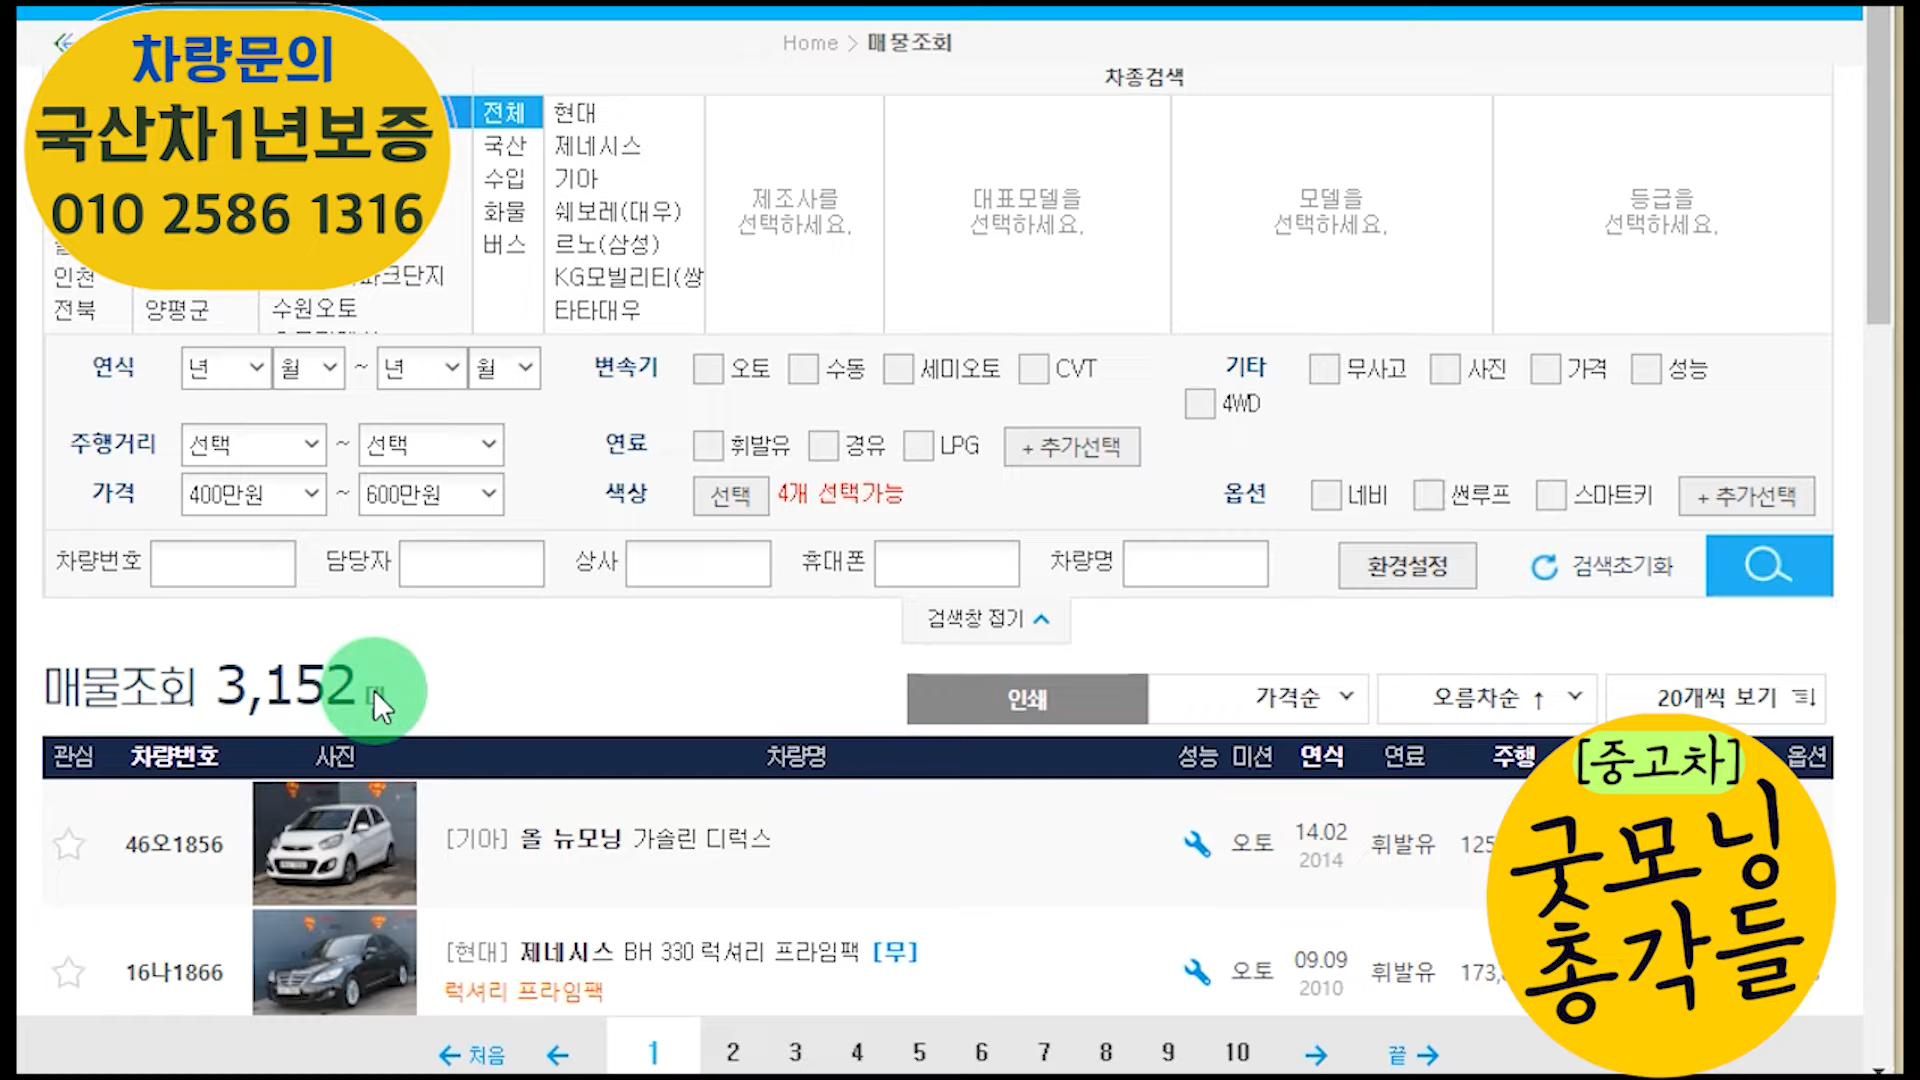 차량문의
국산차1년보증
010 2586 1316
Home > 매물조회
차종검색
전체 현대
국산 제네시스
수입 기아
화물 쉐보레(대우)
버스 르노(삼성)
KG모빌리티(쌍
타타대우
제조사를
선택하세요.
대표모델을
선택하세요.
모델을
선택하세요.
등급을
선택하세요.
인천 파크단지
전북 양평군 수원오토
연식 년 월 ~ 년 월 변속기 오토 수동 세미오토 CVT 기타 무사고 사진 가격 성능
4WD
주행거리 선택 ~ 선택 연료 휘발유 경유 LPG + 추가선택
가격 400만원 ~ 600만원 색상 선택 4개 선택가능 옵션 네비 썬루프 스마트키 + 추가선택
차량번호 담당자 상사 휴대폰 차량명 환경설정 검색초기화
검색창 접기
매물조회 3,152
인쇄 가격순 오름차순 ↑ 20개씩 보기
관심 차량번호 사진 차량명 성능 미션 연식 연료 주행 옵션
46오1856 [기아] 올 뉴모닝 가솔린 디럭스 오토 14.02 휘발유 125
2014
16나1866 [현대] 제네시스 BH 330 럭셔리 프라임팩 [무] 오토 09.09 휘발유 173,
럭셔리 프라임팩 2010
[중고차]
굿모닝
총각들
← 처음 ← 1 2 3 4 5 6 7 8 9 10 → 끝 →